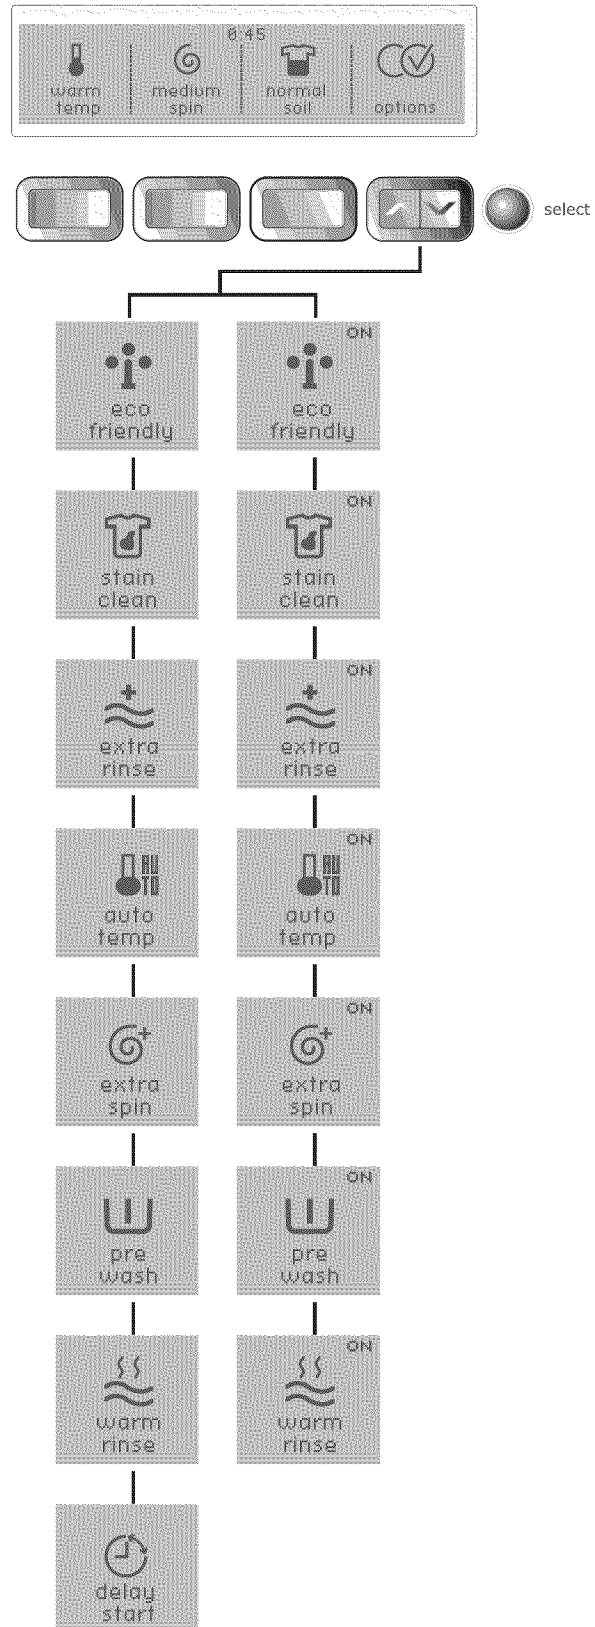 0:45
warm temp
medium spin
normal soil
options
select
eco friendly
ON
eco friendly
stain clean
ON
stain clean
extra rinse
ON
extra rinse
AUTO
auto temp
ON
AUTO
auto temp
extra spin
ON
extra spin
pre wash
ON
pre wash
warm rinse
ON
warm rinse
delay start